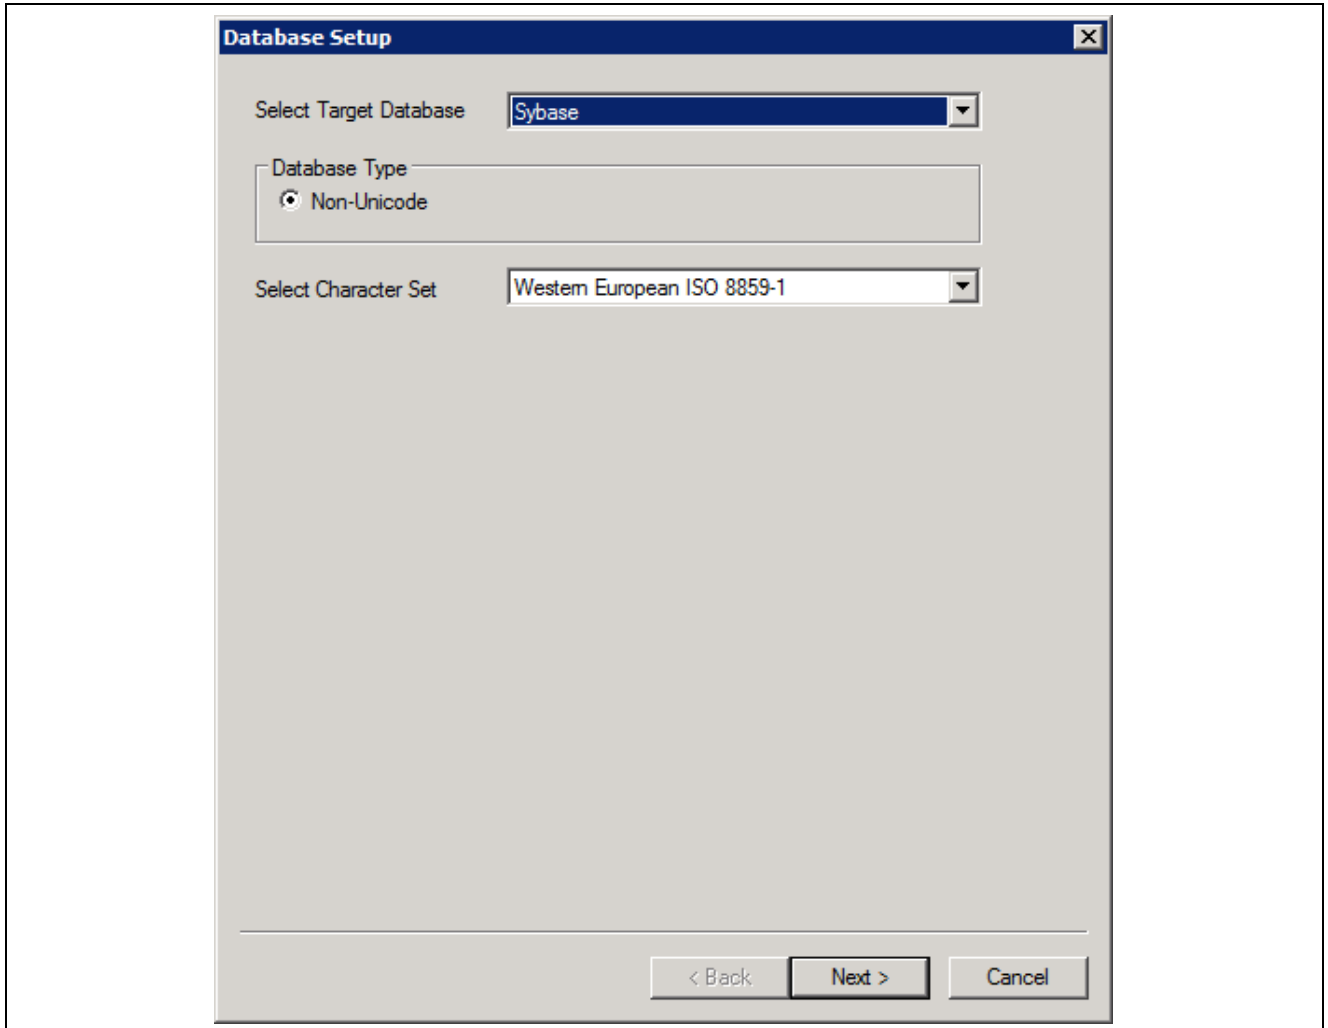 Database Setup
Select Target Database Sybase
Database Type
Non-Unicode
Select Character Set Western European ISO 8859-1
< Back Next > Cancel